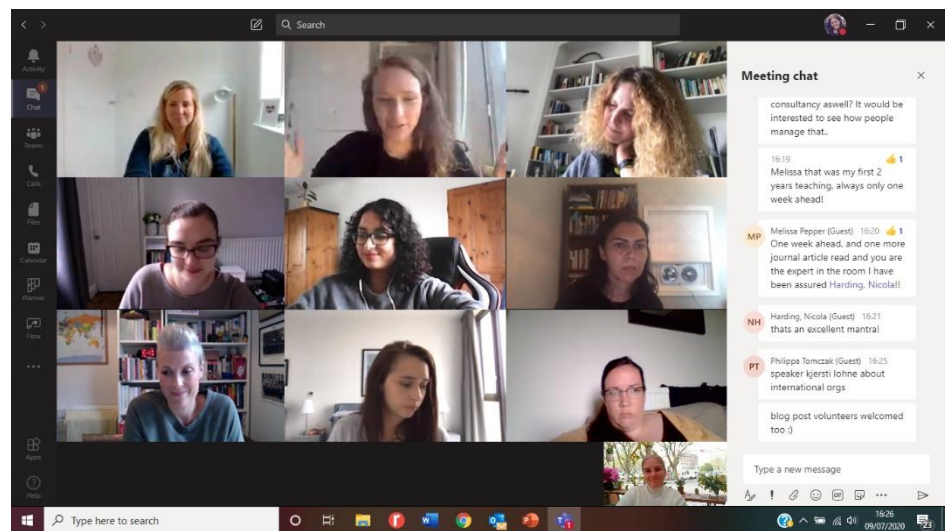 Search
Activity
1
Chat
Teams
Calls
Files
Calendar
Planner
Flow
Apps
Help
Meeting chat
consultancy aswell? It would be
interested to see how people
manage that..
16:19 1
Melissa that was my first 2
years teaching, always only one
week ahead!
MP Melissa Pepper (Guest) 16:20 1
One week ahead, and one more
journal article read and you are
the expert in the room I have
been assured Harding, Nicola!!
NH Harding, Nicola (Guest) 16:21
thats an excellent mantra!
PT Philippa Tomczak (Guest) 16:25
speaker kjersti lohne about
international orgs
blog post volunteers welcomed
too :)
Type a new message
GIF
Type here to search
16:26
09/07/2020
23